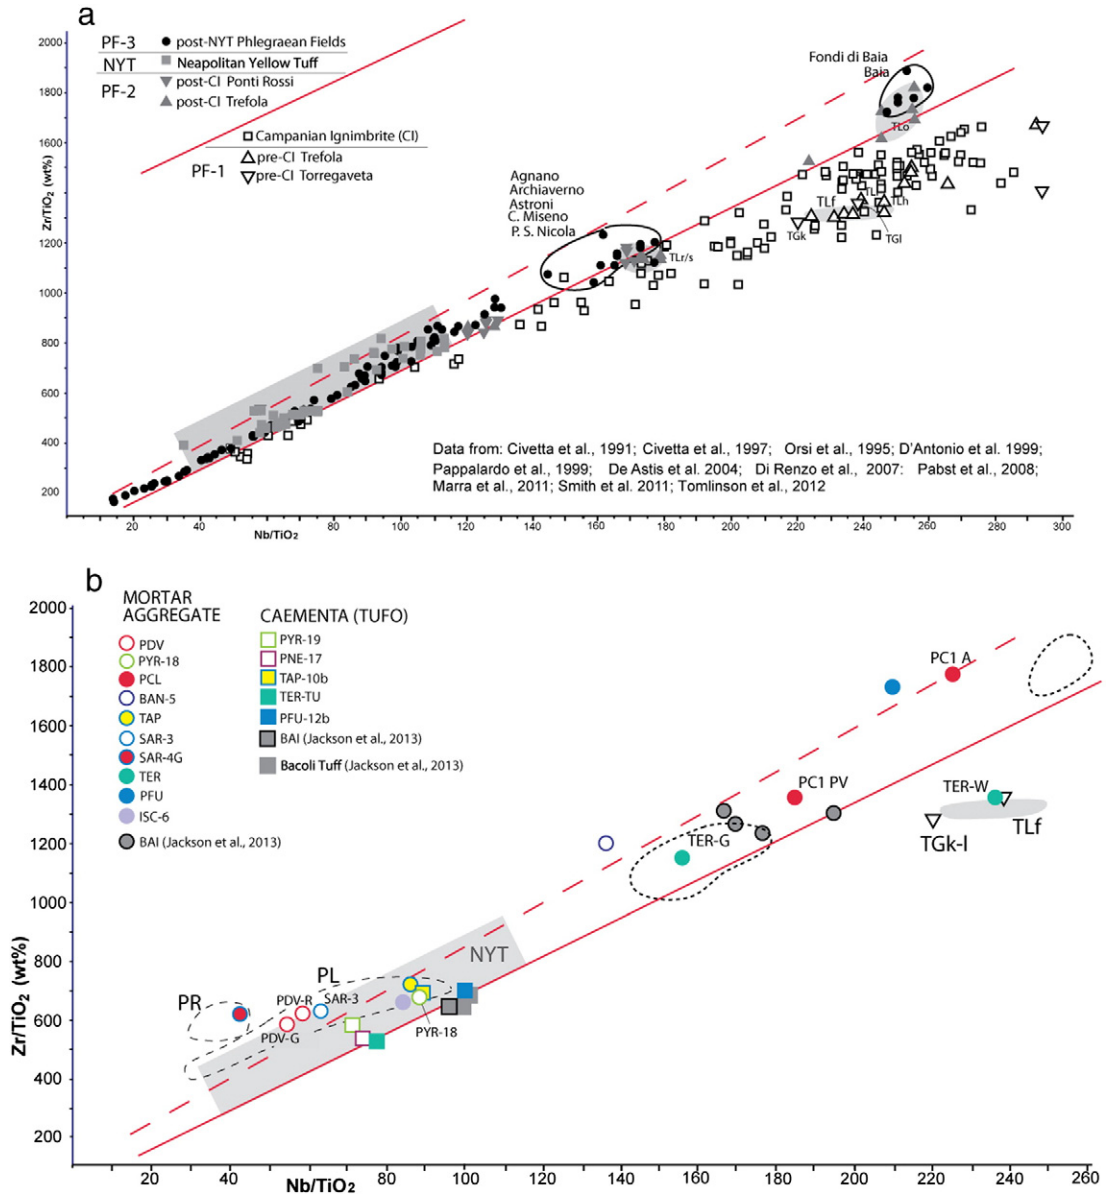 a
PF-3 post-NYT Phlegraean Fields
NYT Neapolitan Yellow Tuff
PF-2 post-CI Ponti Rossi
post-CI Trefola
Campanian Ignimbrite (CI)
PF-1 pre-CI Trefola
pre-CI Torregaveta
Fondi di Baia
Baia
TLo
Agnano
Archiaverno
Astroni
C. Miseno
P. S. Nicola
TLf
TLh
TGk
TGl
TLr/s
Zr/TiO2 (wt%)
2000
1800
1600
1400
1200
1000
800
600
400
200
Data from: Civetta et al., 1991; Civetta et al., 1997; Orsi et al., 1995; D'Antonio et al. 1999;
Pappalardo et al., 1999; De Astis et al. 2004; Di Renzo et al., 2007: Pabst et al., 2008;
Marra et al., 2011; Smith et al. 2011; Tomlinson et al., 2012
20 40 60 80 100 120 140 160 180 200 220 240 260 280 300
Nb/TiO2
b
MORTAR
AGGREGATE
PDV
PYR-18
PCL
BAN-5
TAP
SAR-3
SAR-4G
TER
PFU
ISC-6
BAI (Jackson et al., 2013)
CAEMENTA (TUFO)
PYR-19
PNE-17
TAP-10b
TER-TU
PFU-12b
BAI (Jackson et al., 2013)
Bacoli Tuff (Jackson et al., 2013)
PC1 A
PC1 PV
TER-W
TGk-l
TLf
TER-G
NYT
PL
PR
PDV-R
SAR-3
PDV-G
PYR-18
Zr/TiO2 (wt%)
2000
1800
1600
1400
1200
1000
800
600
400
200
20 40 60 80 100 120 140 160 180 200 220 240 260
Nb/TiO2